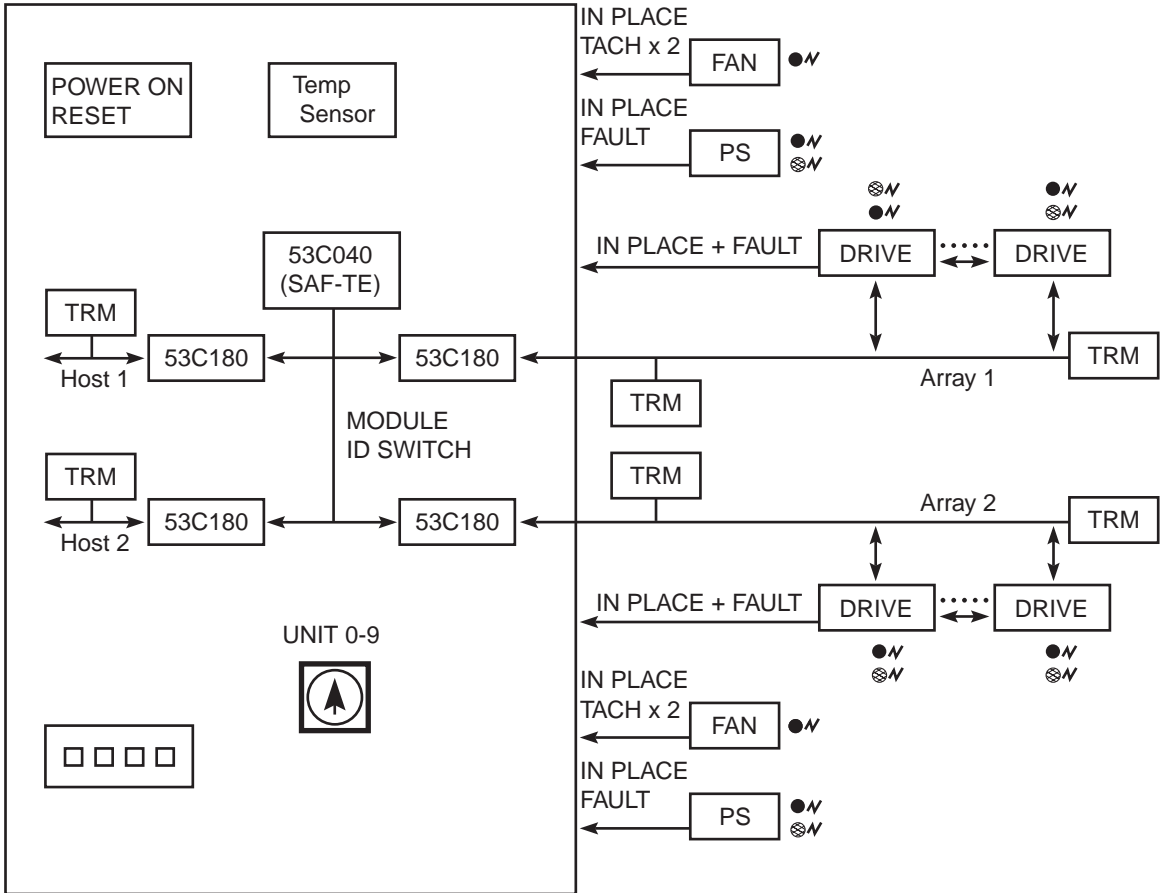 IN PLACE
TACH x 2
FAN
POWER ON
RESET
Temp
Sensor
IN PLACE
FAULT
PS
IN PLACE + FAULT
DRIVE
DRIVE
53C040
(SAF-TE)
TRM
53C180
53C180
TRM
Host 1
Array 1
TRM
MODULE
ID SWITCH
TRM
TRM
Array 2
53C180
53C180
TRM
Host 2
IN PLACE + FAULT
DRIVE
DRIVE
UNIT 0-9
IN PLACE
TACH x 2
FAN
IN PLACE
FAULT
PS